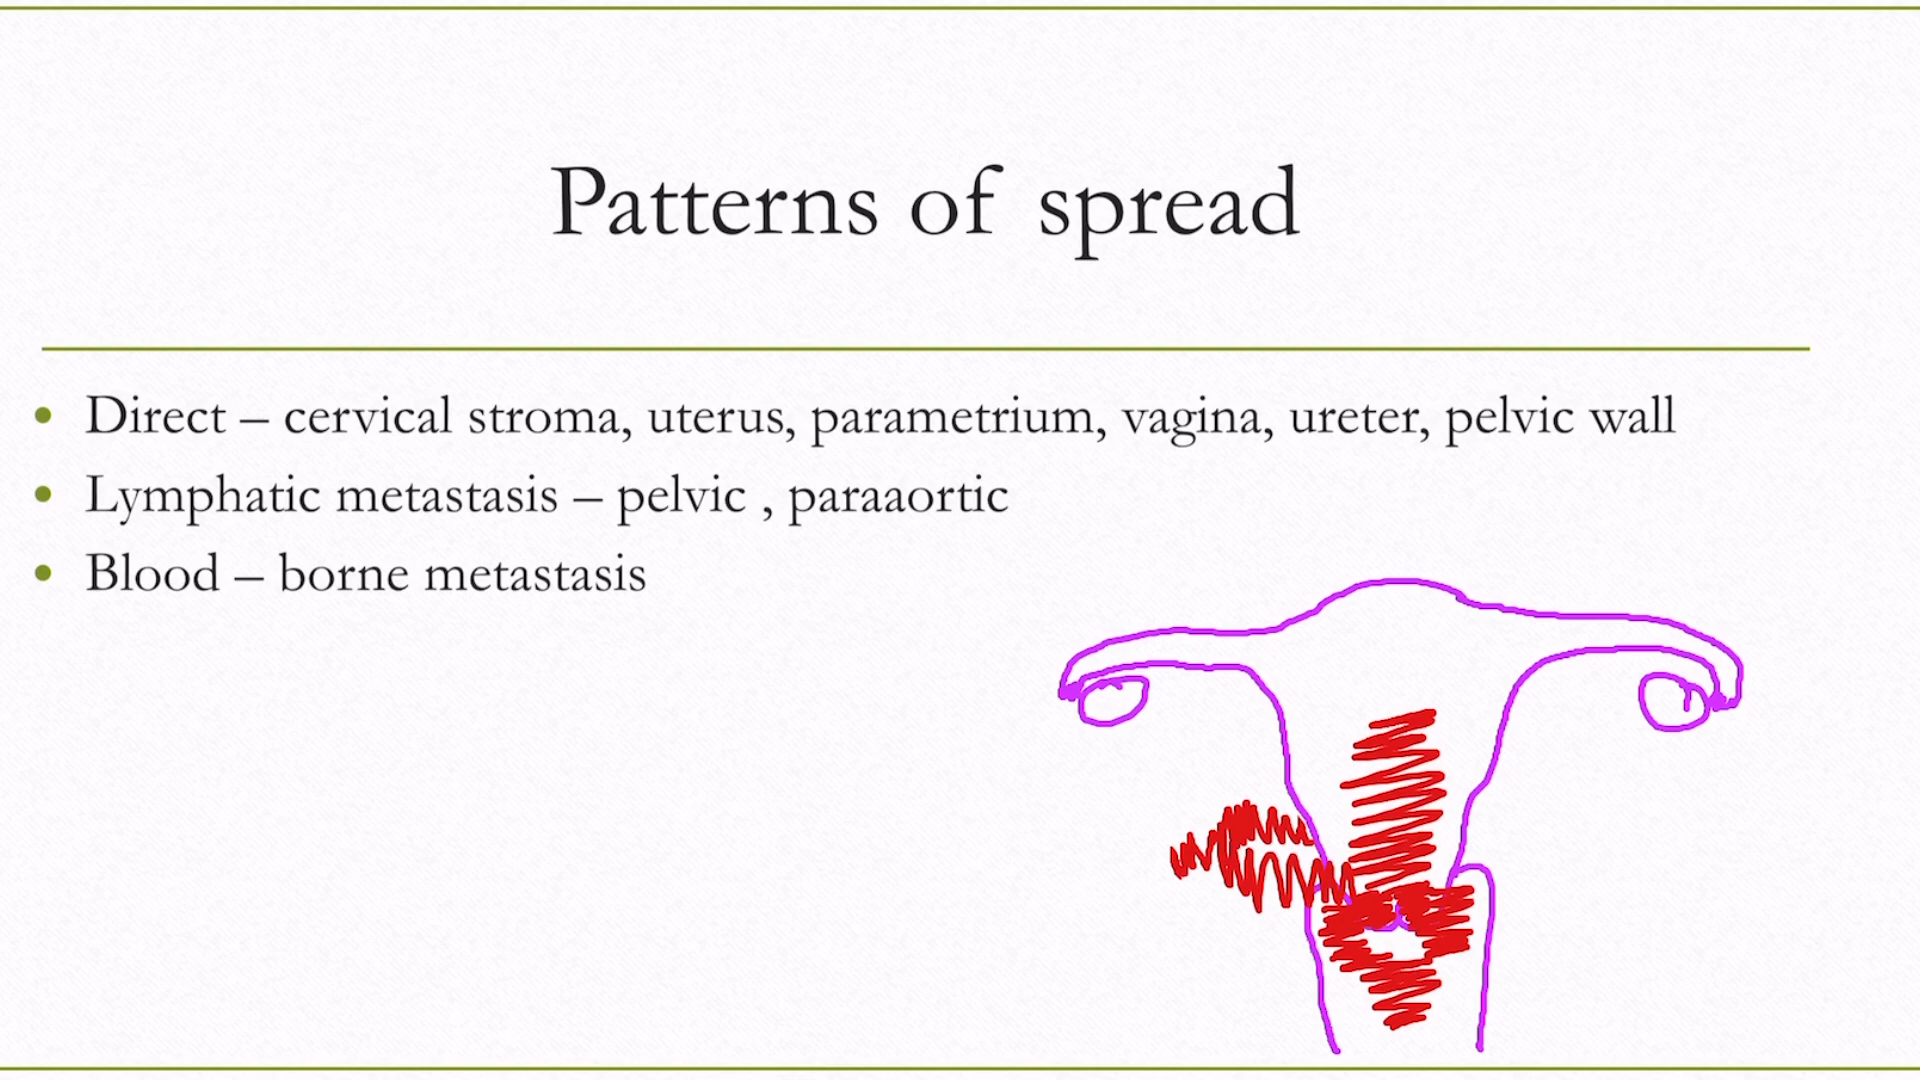 Patterns of spread
• Direct – cervical stroma, uterus, parametrium, vagina, ureter, pelvic wall
• Lymphatic metastasis – pelvic , paraaortic
• Blood – borne metastasis